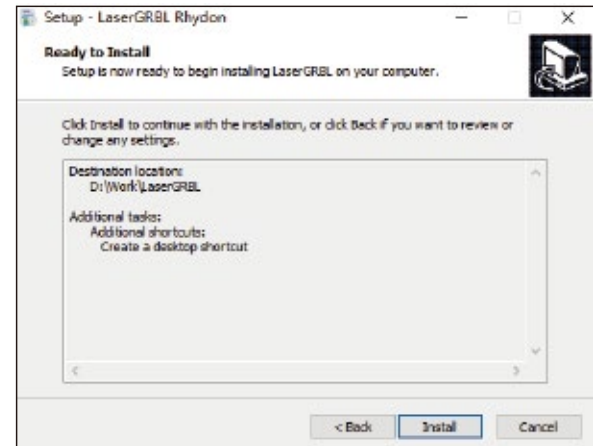 Setup - LaserGRBL Rhydon
Ready to Install
Setup is now ready to begin installing LaserGRBL on your computer.
Click Install to continue with the installation, or click Back if you want to review or
change any settings.
Destination location:
D:\Work\LaserGRBL
Additional tasks:
Additional shortcuts:
Create a desktop shortcut
< Back
Install
Cancel